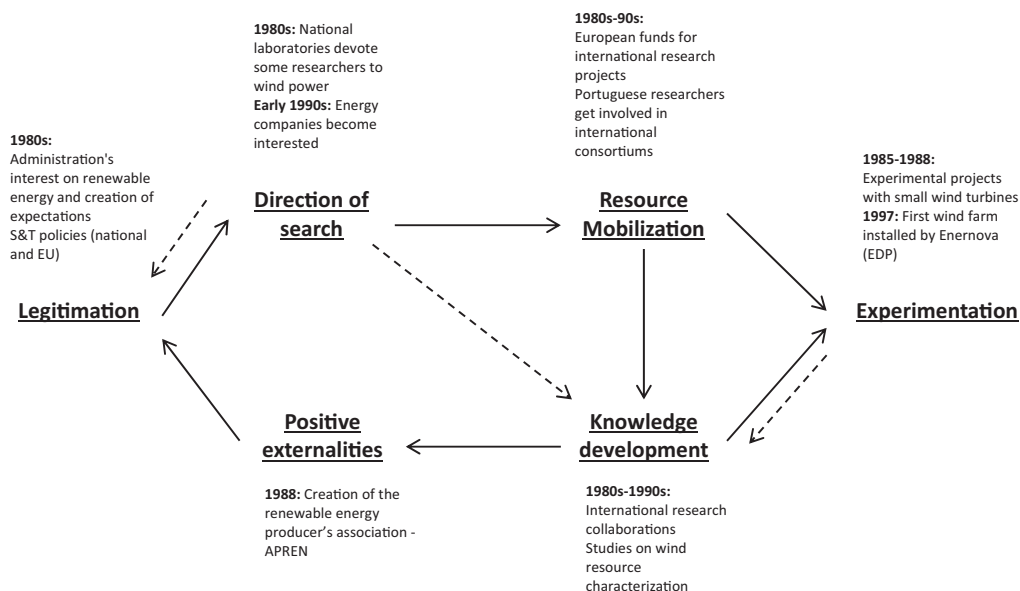 1980s: National
laboratories devote
some researchers to
wind power
Early 1990s: Energy
companies become
interested
1980s-90s:
European funds for
international research
projects
Portuguese researchers
get involved in
international
consortiums
1980s:
Administration's
interest on renewable
energy and creation of
expectations
S&T policies (national
and EU)
1985-1988:
Experimental projects
with small wind turbines
1997: First wind farm
installed by Enernova
(EDP)
Direction of
search
Resource
Mobilization
Legitimation
Experimentation
Positive
externalities
Knowledge
development
1988: Creation of the
renewable energy
producer’s association -
APREN
1980s-1990s:
International research
collaborations
Studies on wind
resource
characterization